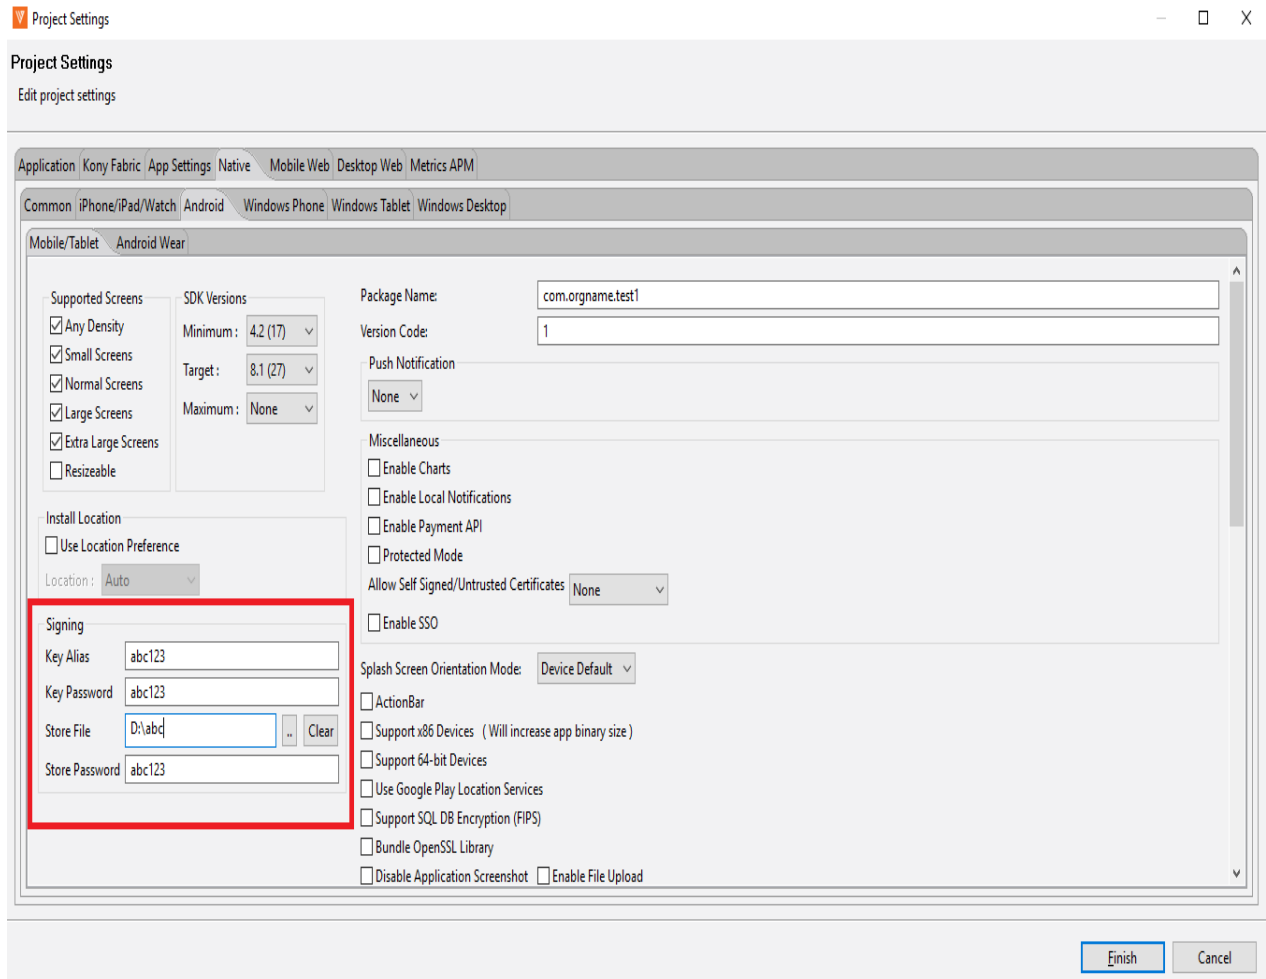 Project Settings
Project Settings
Edit project settings
Application Kony Fabric App Settings Native Mobile Web Desktop Web Metrics APM
Common iPhone/iPad/Watch Android Windows Phone Windows Tablet Windows Desktop
Mobile/Tablet Android Wear
Supported Screens
Any Density
Small Screens
Normal Screens
Large Screens
Extra Large Screens
Resizeable
SDK Versions
Minimum : 4.2 (17)
Target : 8.1 (27)
Maximum : None
Install Location
Use Location Preference
Location : Auto
Signing
Key Alias abc123
Key Password abc123
Store File D:\abc .. Clear
Store Password abc123
Package Name: com.orgname.test1
Version Code: 1
Push Notification
None
Miscellaneous
Enable Charts
Enable Local Notifications
Enable Payment API
Protected Mode
Allow Self Signed/Untrusted Certificates None
Enable SSO
Splash Screen Orientation Mode: Device Default
ActionBar
Support x86 Devices ( Will increase app binary size )
Support 64-bit Devices
Use Google Play Location Services
Support SQL DB Encryption (FIPS)
Bundle OpenSSL Library
Disable Application Screenshot Enable File Upload
Finish Cancel